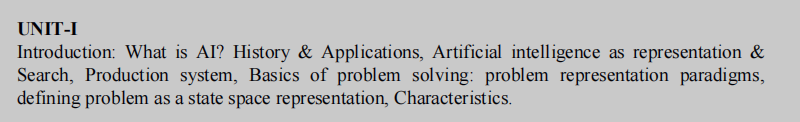 UNIT-I
Introduction: What is AI? History & Applications, Artificial intelligence as representation &
Search, Production system, Basics of problem solving: problem representation paradigms,
defining problem as a state space representation, Characteristics.